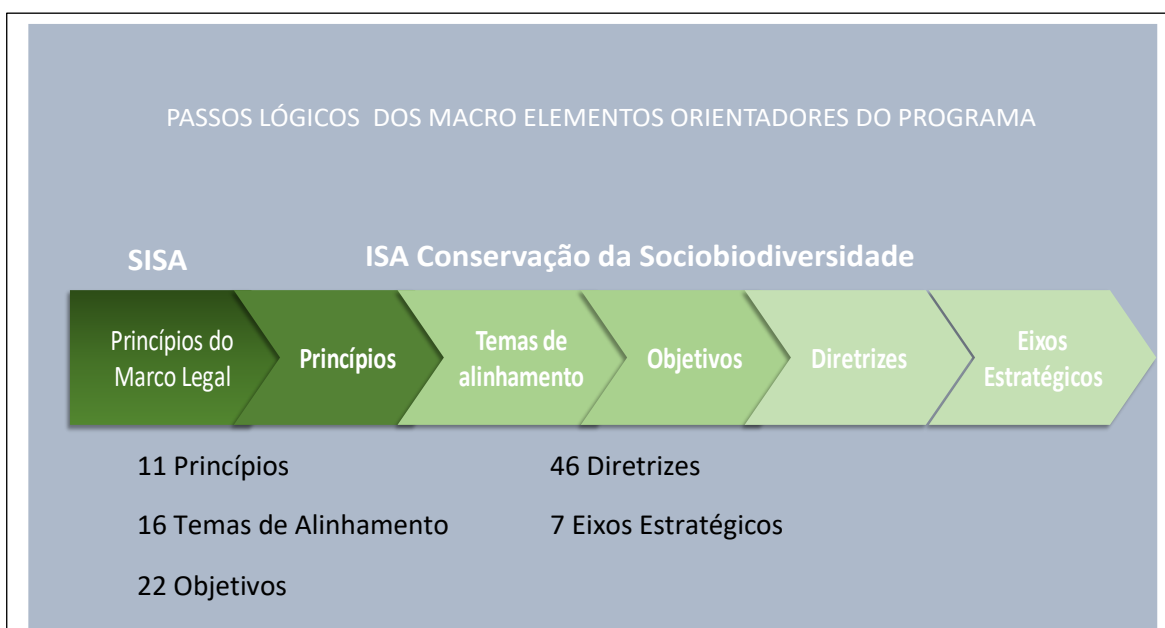 PASSOS LÓGICOS DOS MACRO ELEMENTOS ORIENTADORES DO PROGRAMA
SISA
ISA Conservação da Sociobiodiversidade
Princípios do
Marco Legal
Princípios
Temas de
alinhamento
Objetivos
Diretrizes
Eixos
Estratégicos
11 Princípios
16 Temas de Alinhamento
22 Objetivos
46 Diretrizes
7 Eixos Estratégicos